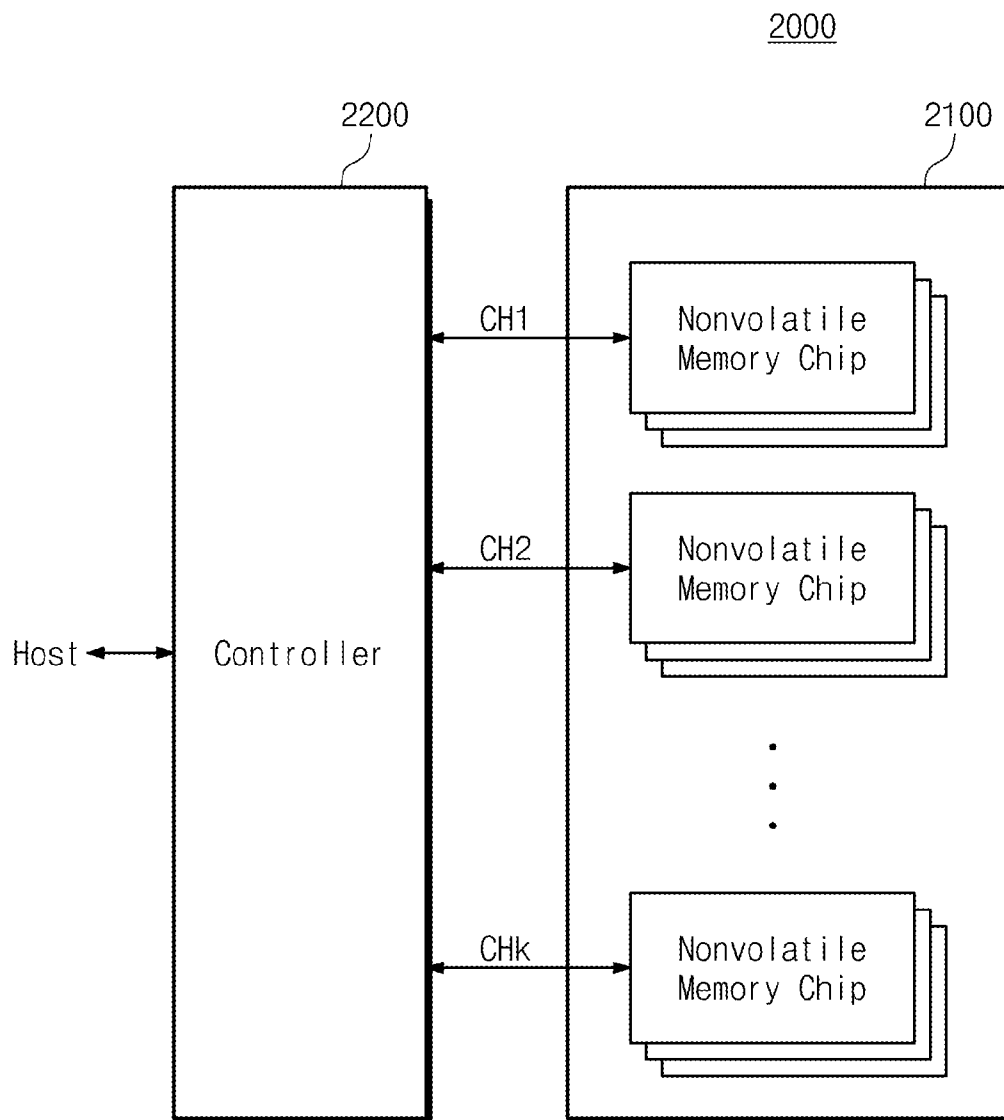 2000
2200
2100
CH1
Nonvolatile
Memory Chip
CH2
Nonvolatile
Memory Chip
Host
Controller
CHk
Nonvolatile
Memory Chip